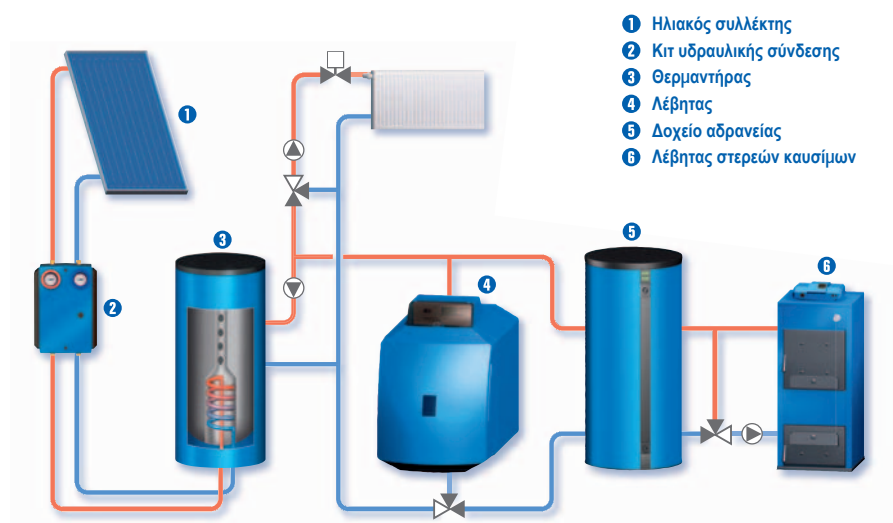 1 Ηλιακός συλλέκτης
2 Κιτ υδραυλικής σύνδεσης
3 Θερμαντήρας
4 Λέβητας
5 Δοχείο αδρανείας
6 Λέβητας στερεών καυσίμων
1
2
3
4
5
6